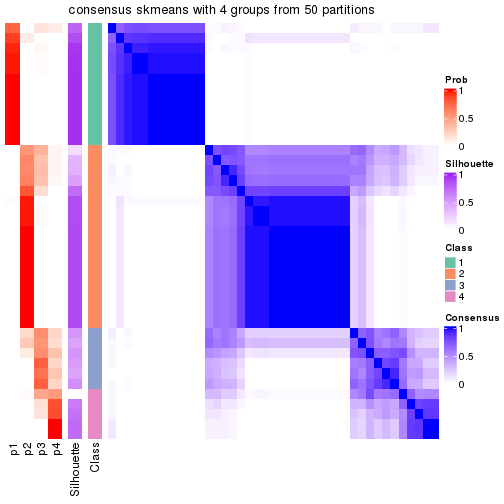 consensus skmeans with 4 groups from 50 partitions
Prob
1
0.5
0
Silhouette
1
0.5
0
Class
1
2
3
4
Consensus
1
0.5
0
p1
p2
p3
p4
Silhouette
Class